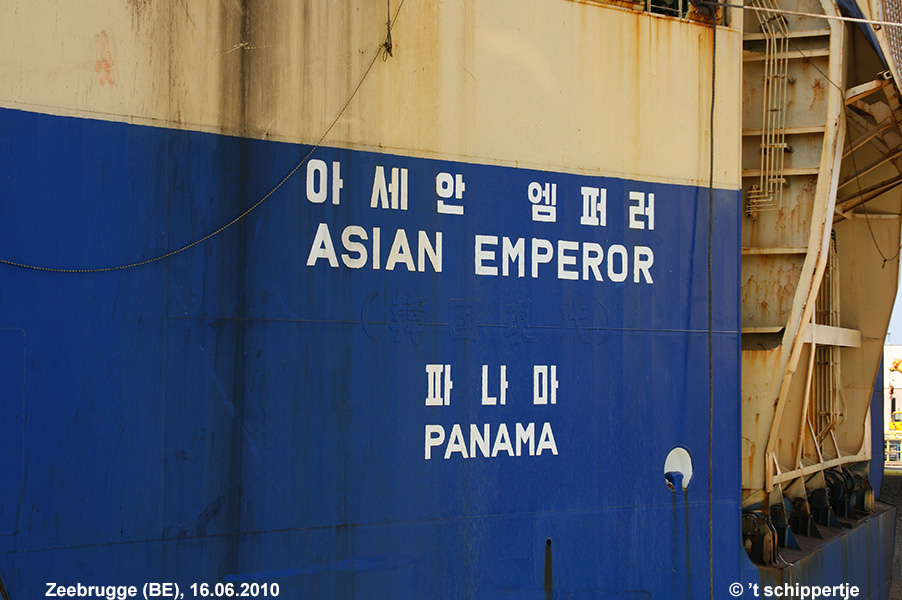 아세안 엠퍼러
ASIAN EMPEROR
파나마
PANAMA
Zeebrugge (BE), 16.06.2010
© 't schippertje